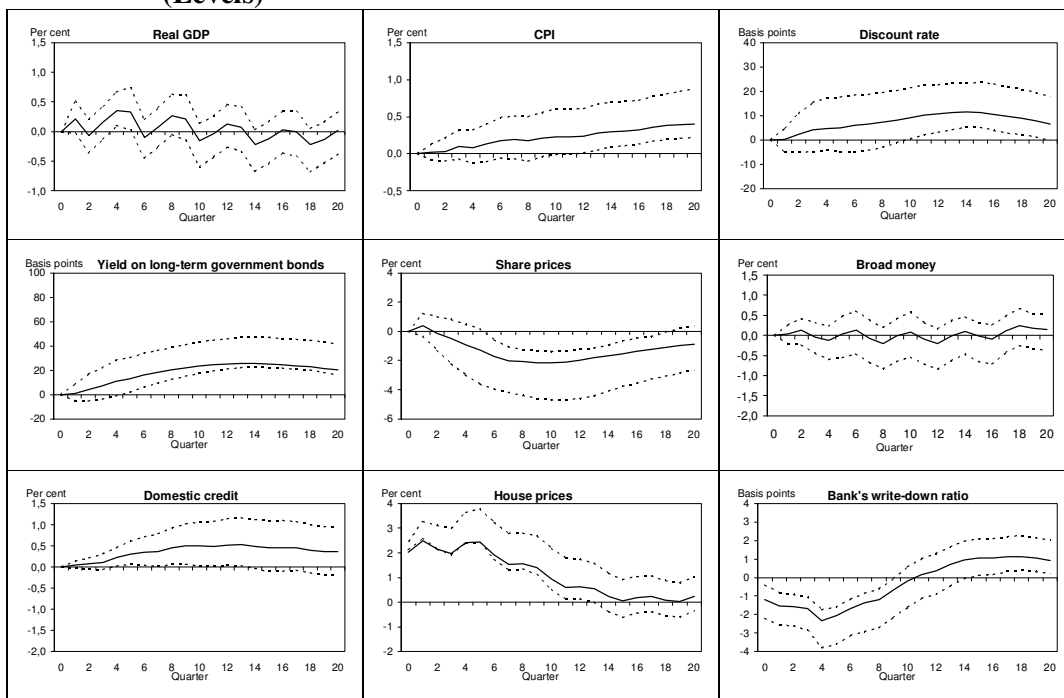 (Levels)
Per cent Real GDP
1,5
1,0
0,5
0,0
-0,5
-1,0
0 2 4 6 8 10 12 14 16 18 20
Quarter
Per cent CPI
1,5
1,0
0,5
0,0
-0,5
0 2 4 6 8 10 12 14 16 18 20
Quarter
Basis points Discount rate
40
30
20
10
0
-10
-20
0 2 4 6 8 10 12 14 16 18 20
Quarter
Basis points Yield on long-term government bonds
100
80
60
40
20
0
-20
0 2 4 6 8 10 12 14 16 18 20
Quarter
Per cent Share prices
4
2
0
-2
-4
-6
0 2 4 6 8 10 12 14 16 18 20
Quarter
Per cent Broad money
1,5
1,0
0,5
0,0
-0,5
-1,0
-1,5
-2,0
0 2 4 6 8 10 12 14 16 18 20
Quarter
Per cent Domestic credit
1,5
1,0
0,5
0,0
-0,5
-1,0
-1,5
-2,0
0 2 4 6 8 10 12 14 16 18 20
Quarter
Per cent House prices
4
3
2
1
0
-1
-2
0 2 4 6 8 10 12 14 16 18 20
Quarter
Basis points Bank's write-down ratio
4
3
2
1
0
-1
-2
-3
-4
0 2 4 6 8 10 12 14 16 18 20
Quarter